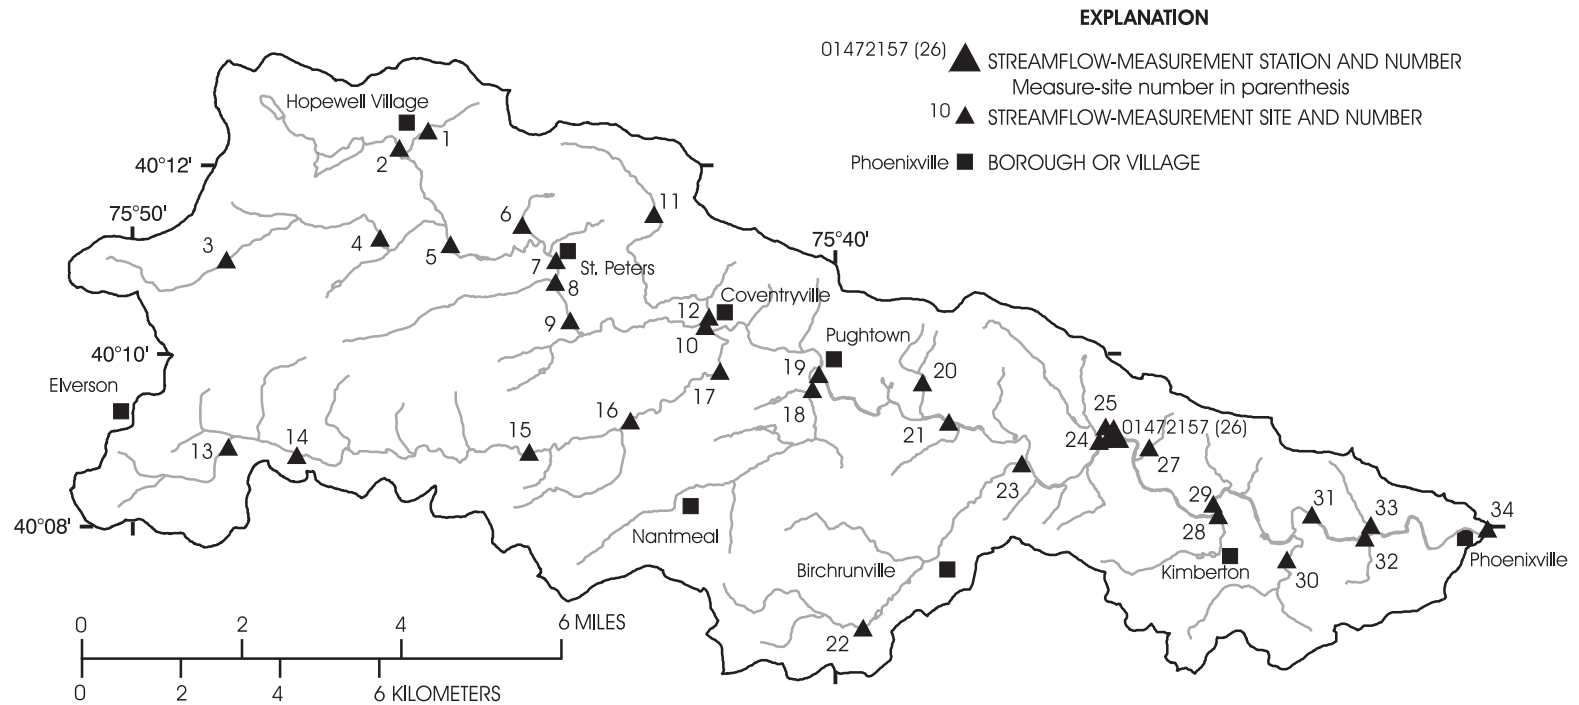 EXPLANATION
01472157 (26) STREAMFLOW-MEASUREMENT STATION AND NUMBER
Measure-site number in parenthesis
10 STREAMFLOW-MEASUREMENT SITE AND NUMBER
Phoenixville BOROUGH OR VILLAGE
Hopewell Village
1
2
40°12'
75°50'
11
6
3
4
5
75°40'
7
St. Peters
8
Coventryville
12
9
10
Pughtown
40°10'
19
20
Elverson
17
18
16
25
01472157 (26)
21
24
15
14
13
27
23
29
31
33
34
40°08'
28
Nantmeal
Phoenixville
32
Birchrunville
Kimberton
30
22
0 2 4 6 MILES
0 2 4 6 KILOMETERS